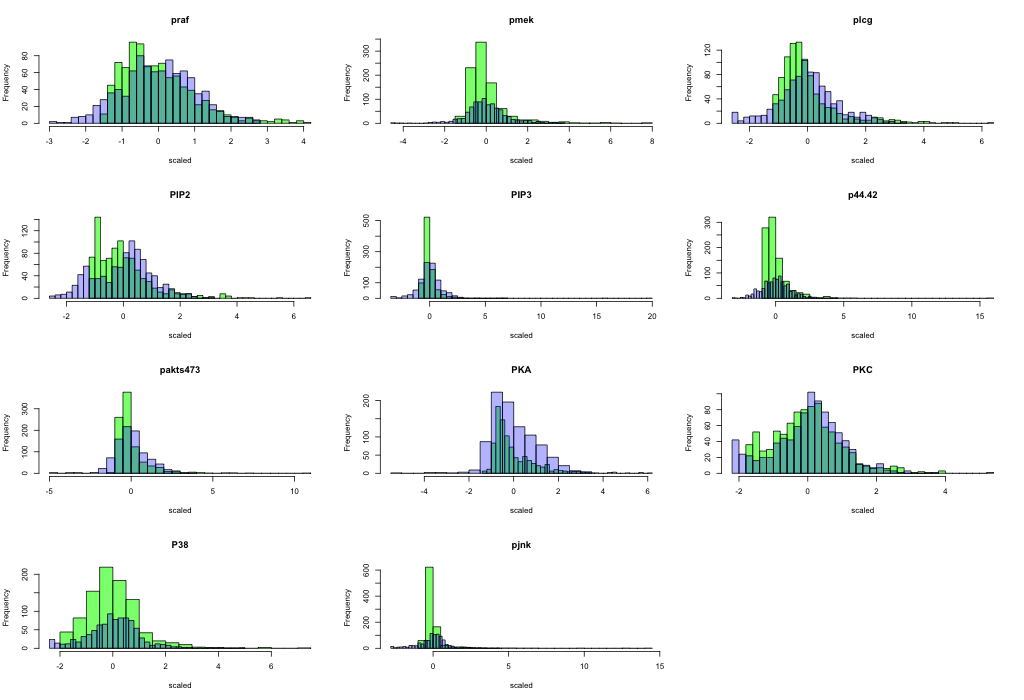 praf
Frequency
0 20 40 60 80
-3 -2 -1 0 1 2 3 4
scaled
pmek
Frequency
0 100 200 300
-4 -2 0 2 4 6 8
scaled
plcg
Frequency
0 40 80 120
-2 0 2 4 6
scaled
PIP2
Frequency
0 40 80 120
-2 0 2 4 6
scaled
PIP3
Frequency
0 100 300 500
0 5 10 15 20
scaled
p44.42
Frequency
0 100 200 300
0 5 10 15
scaled
pakts473
Frequency
0 100 200 300
-5 0 5 10
scaled
PKA
Frequency
0 50 100 200
-4 -2 0 2 4 6
scaled
PKC
Frequency
0 20 40 60 80
-2 0 2 4
scaled
P38
Frequency
0 50 100 200
-2 0 2 4 6
scaled
pjnk
Frequency
0 200 400 600
0 5 10 15
scaled